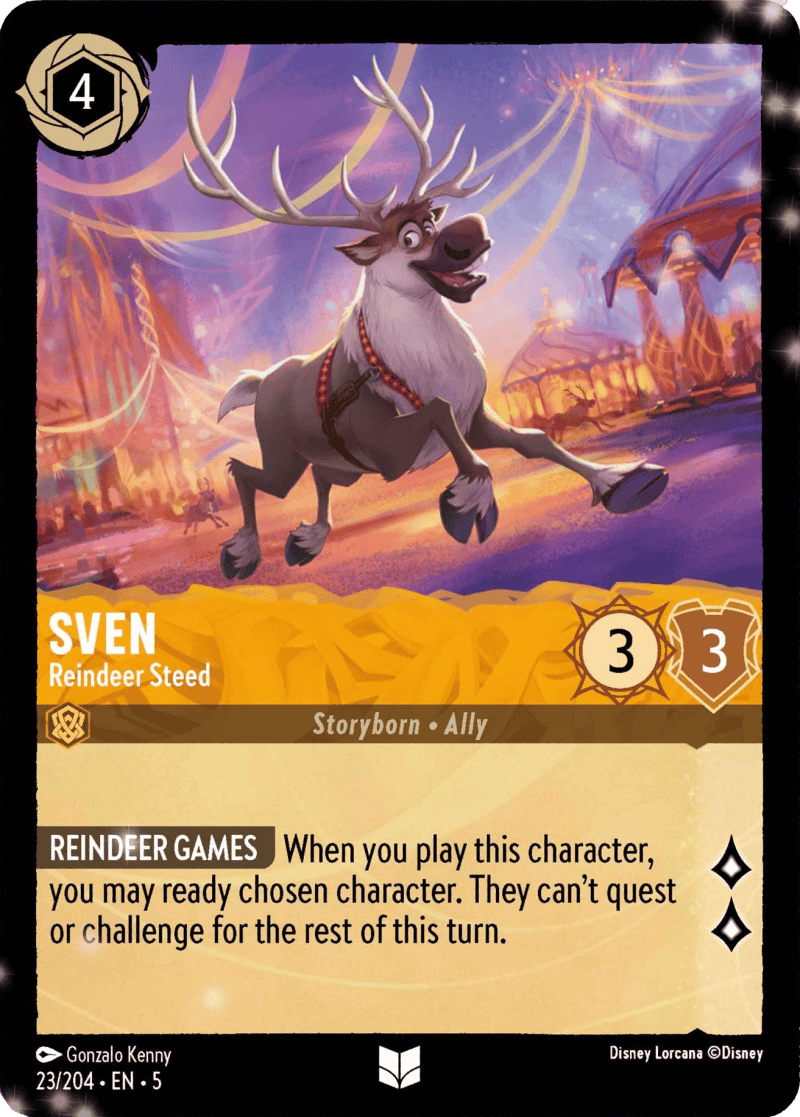 4
SVEN
Reindeer Steed
3
3
Storyborn • Ally
REINDEER GAMES When you play this character,
you may ready chosen character. They can't quest
or challenge for the rest of this turn.
Gonzalo Kenny
Disney Lorcana ©Disney
23/204 • EN • 5